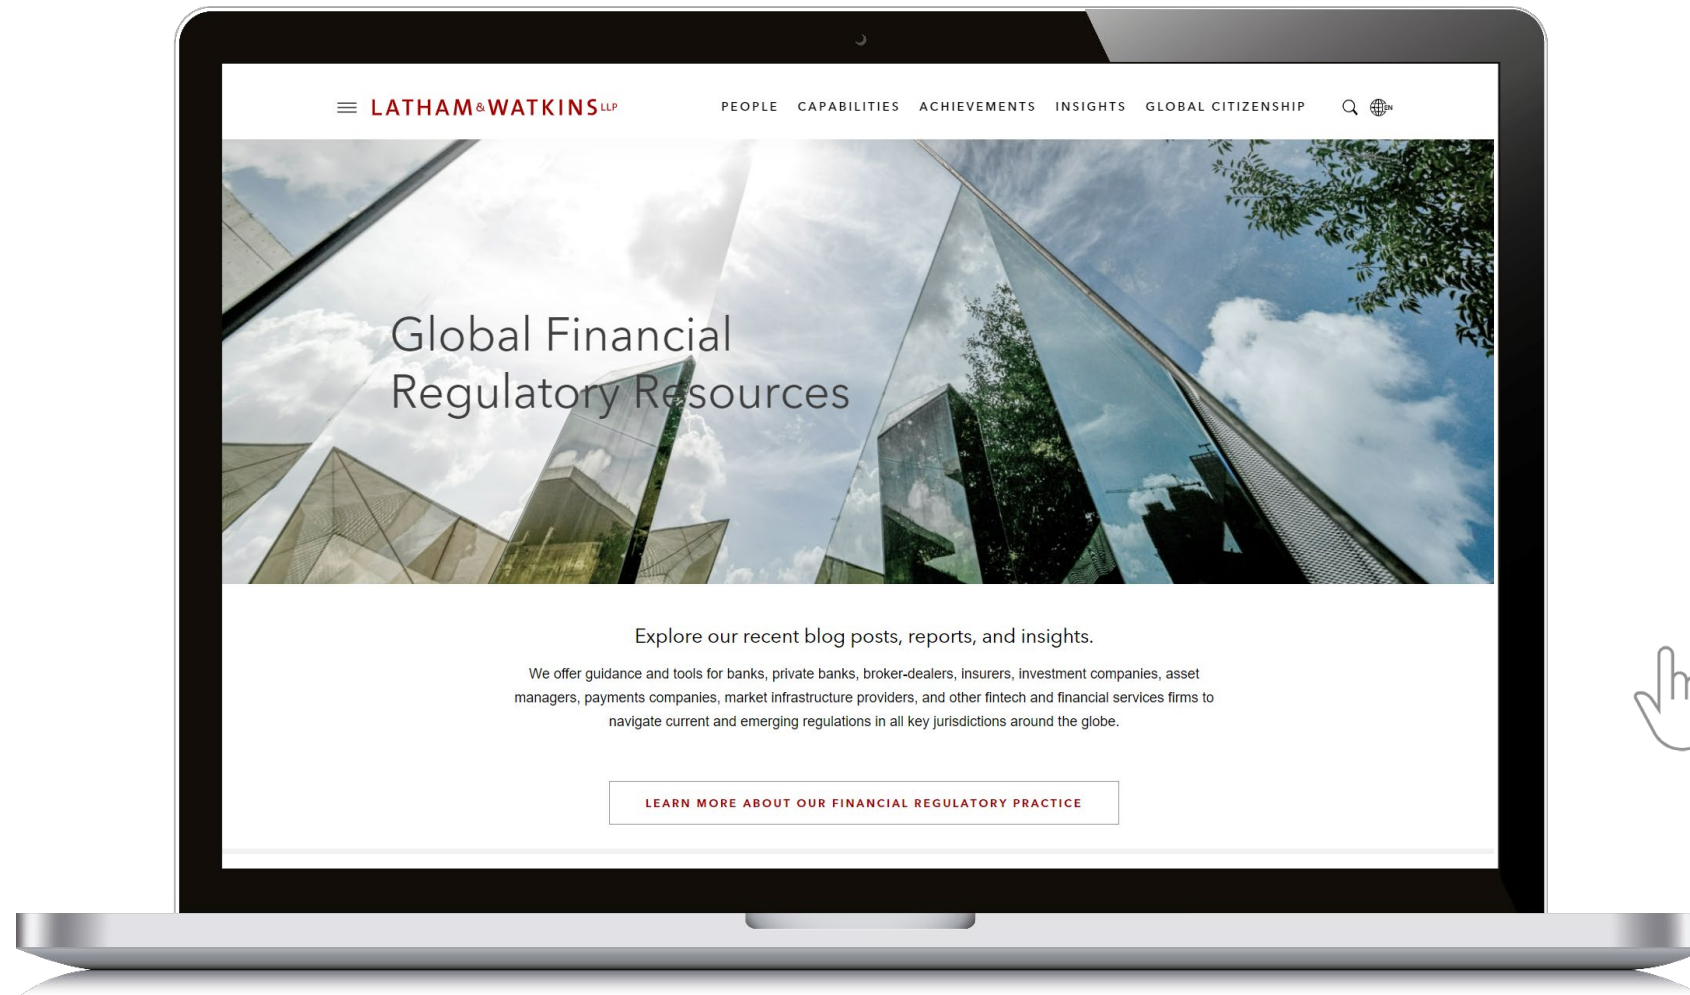 LATHAM&WATKINS LLP
PEOPLE CAPABILITIES ACHIEVEMENTS INSIGHTS GLOBAL CITIZENSHIP
EN
Global Financial
Regulatory Resources
Explore our recent blog posts, reports, and insights.
We offer guidance and tools for banks, private banks, broker-dealers, insurers, investment companies, asset
managers, payments companies, market infrastructure providers, and other fintech and financial services firms to
navigate current and emerging regulations in all key jurisdictions around the globe.
LEARN MORE ABOUT OUR FINANCIAL REGULATORY PRACTICE